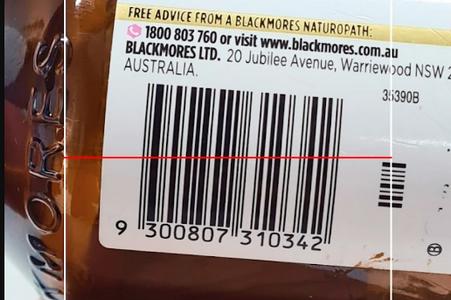 FREE ADVICE FROM A BLACKMORES NATUROPATH:
1800 803 760 or visit www.blackmores.com.au
BLACKMORES LTD. 20 Jubilee Avenue, Warriewood NSW 2
AUSTRALIA.
35390B
9 300807 310342
MORES